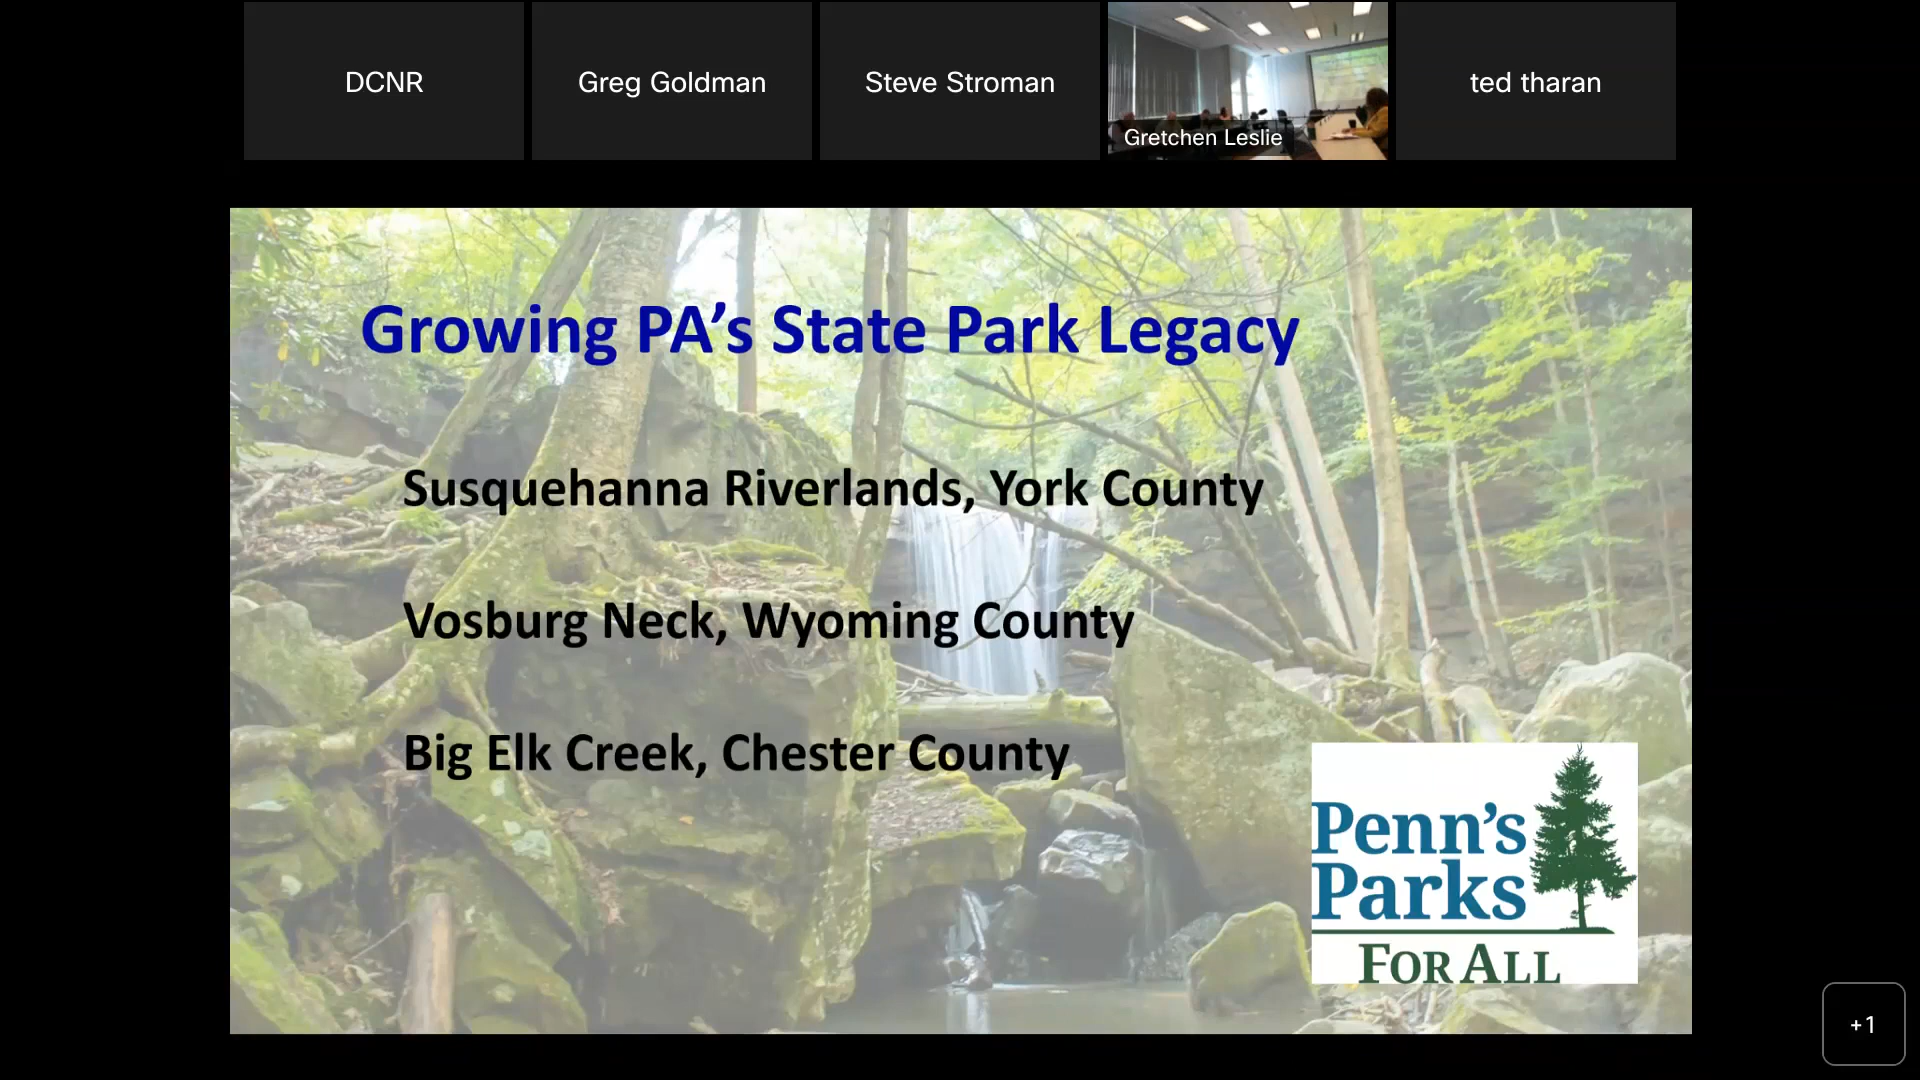 DCNR
Greg Goldman
Steve Stroman
Gretchen Leslie
ted tharan
Growing PA’s State Park Legacy
Susquehanna Riverlands, York County
Vosburg Neck, Wyoming County
Big Elk Creek, Chester County
Penn’s
Parks
FOR ALL
+1